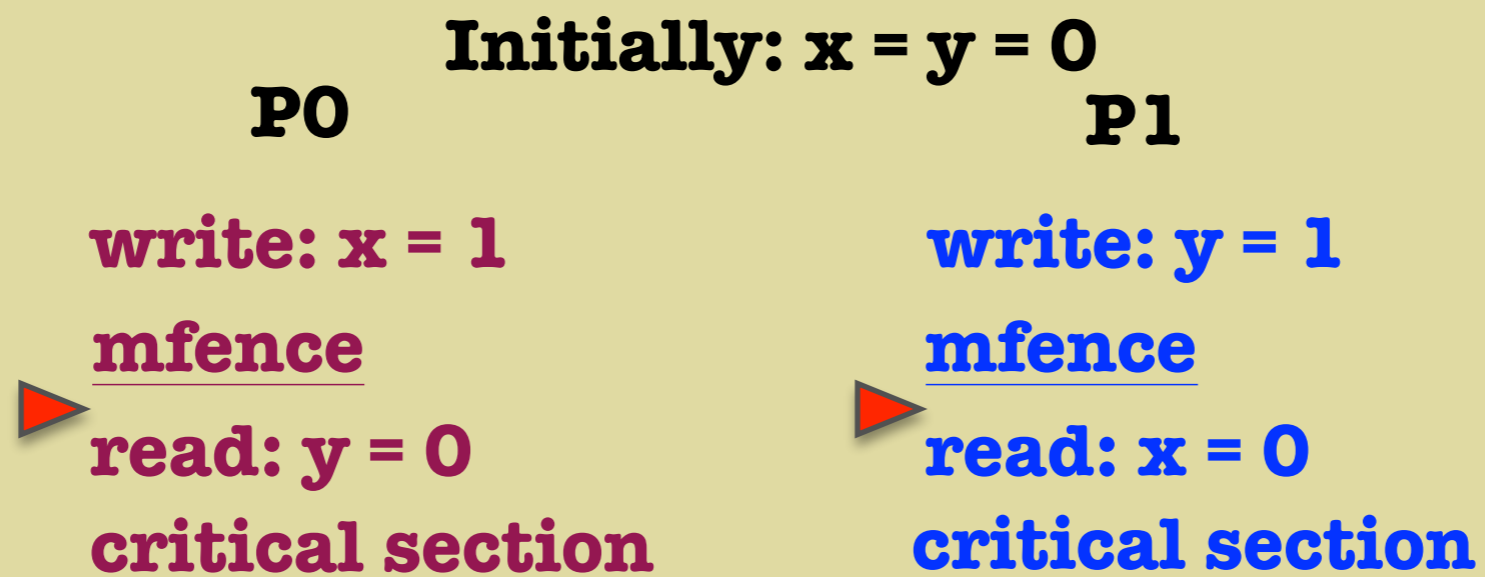 Initially: x = y = 0
P0
P1
write: x = 1
mfence
read: y = 0
critical section
write: y = 1
mfence
read: x = 0
critical section